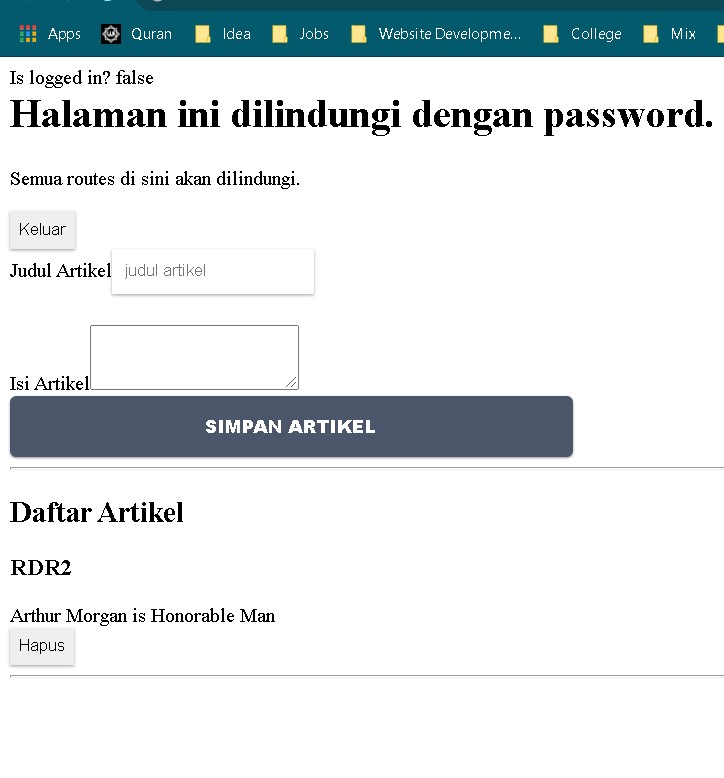 Apps Quran Idea Jobs Website Developme... College Mix
Is logged in? false
Halaman ini dilindungi dengan password.
Semua routes di sini akan dilindungi.
Keluar
Judul Artikel judul artikel
Isi Artikel
SIMPAN ARTIKEL
Daftar Artikel
RDR2
Arthur Morgan is Honorable Man
Hapus